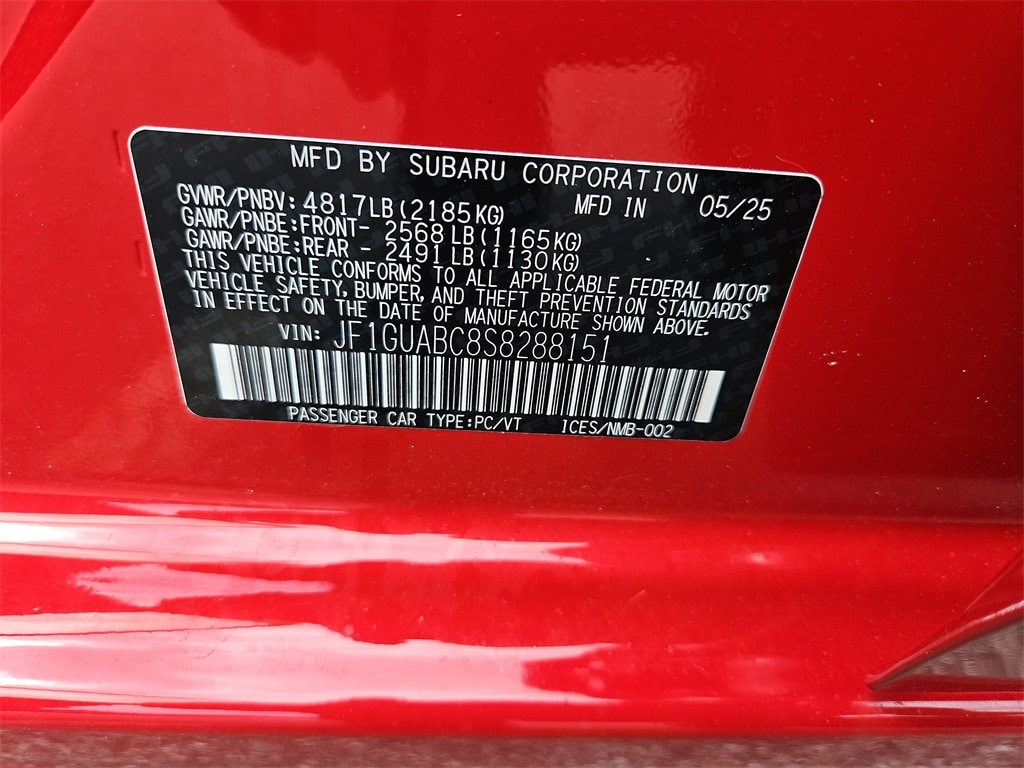 MFD BY SUBARU CORPORATION
MFD IN 05/25
GVWR/PNBV: 4817LB(2185KG)
GAWR/PNBE:FRONT- 2568LB(1165KG)
GAWR/PNBE:REAR - 2491LB(1130KG)
THIS VEHICLE CONFORMS TO ALL APPLICABLE FEDERAL MOTOR
VEHICLE SAFETY, BUMPER, AND THEFT PREVENTION STANDARDS
IN EFFECT ON THE DATE OF MANUFACTURE SHOWN ABOVE.
VIN: JF1GUABC8S8288151
PASSENGER CAR TYPE:PC/VT ICES/NMB-002